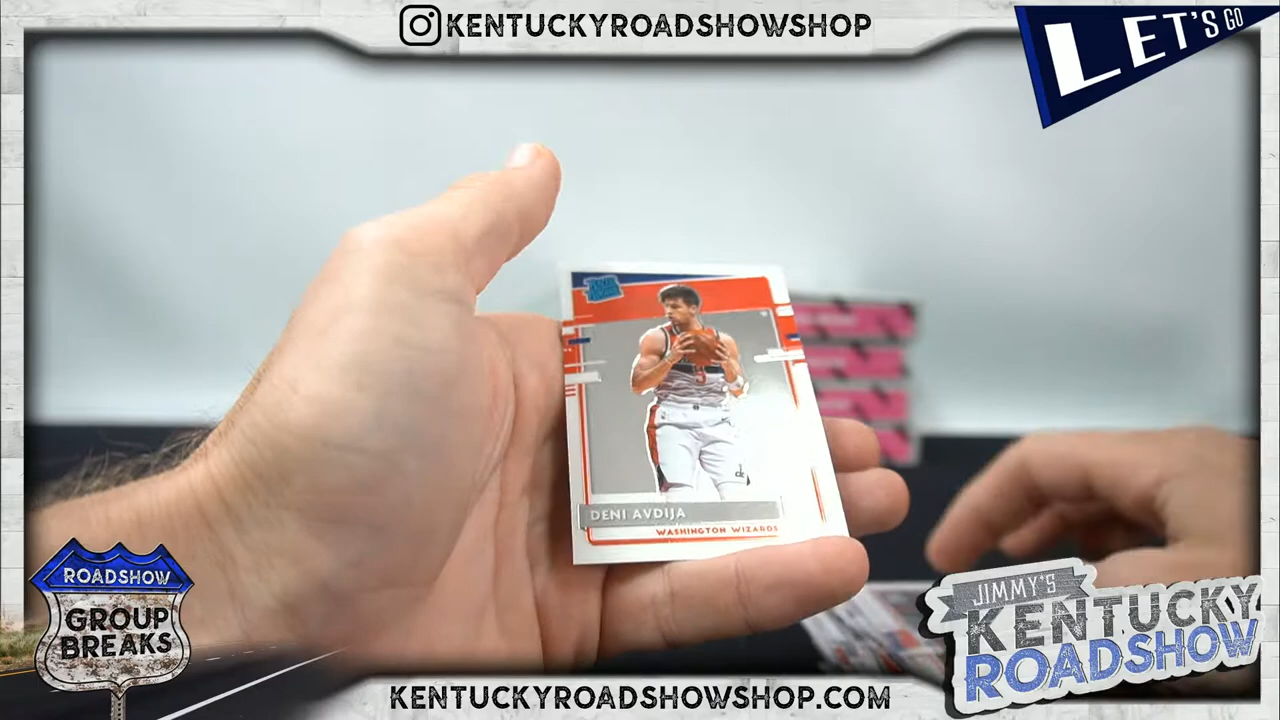 KENTUCKYROADSHOWSHOP
LET'S GO
DENI AVDIJA
WASHINGTON WIZARDS
ROADSHOW
GROUP
BREAKS
JIMMY'S
KENTUCKY
ROADSHOW
KENTUCKYROADSHOWSHOP.COM